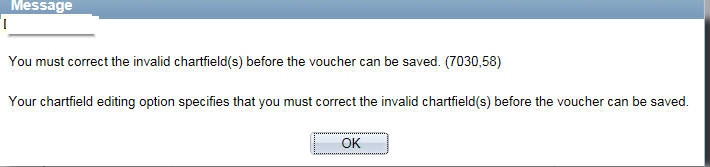 Message
You must correct the invalid chartfield(s) before the voucher can be saved. (7030,58)
Your chartfield editing option specifies that you must correct the invalid chartfield(s) before the voucher can be saved.
OK